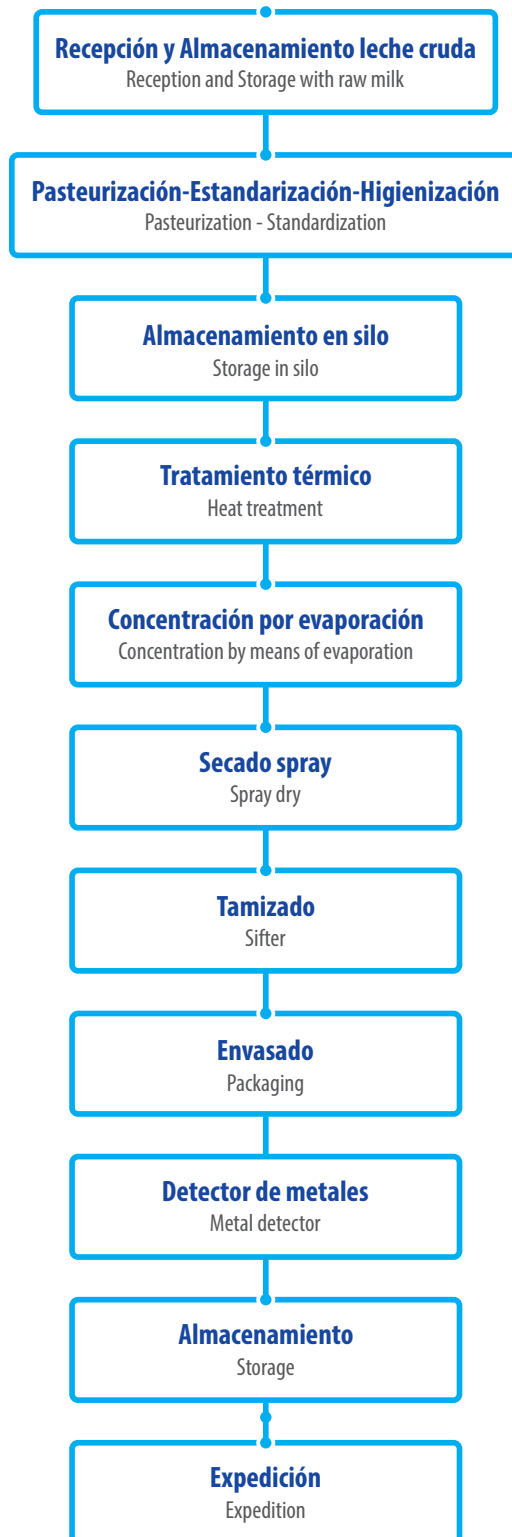 Recepción y Almacenamiento leche cruda
Reception and Storage with raw milk
Pasteurización-Estandarización-Higienización
Pasteurization - Standardization
Almacenamiento en silo
Storage in silo
Tratamiento térmico
Heat treatment
Concentración por evaporación
Concentration by means of evaporation
Secado spray
Spray dry
Tamizado
Sifter
Envasado
Packaging
Detector de metales
Metal detector
Almacenamiento
Storage
Expedición
Expedition